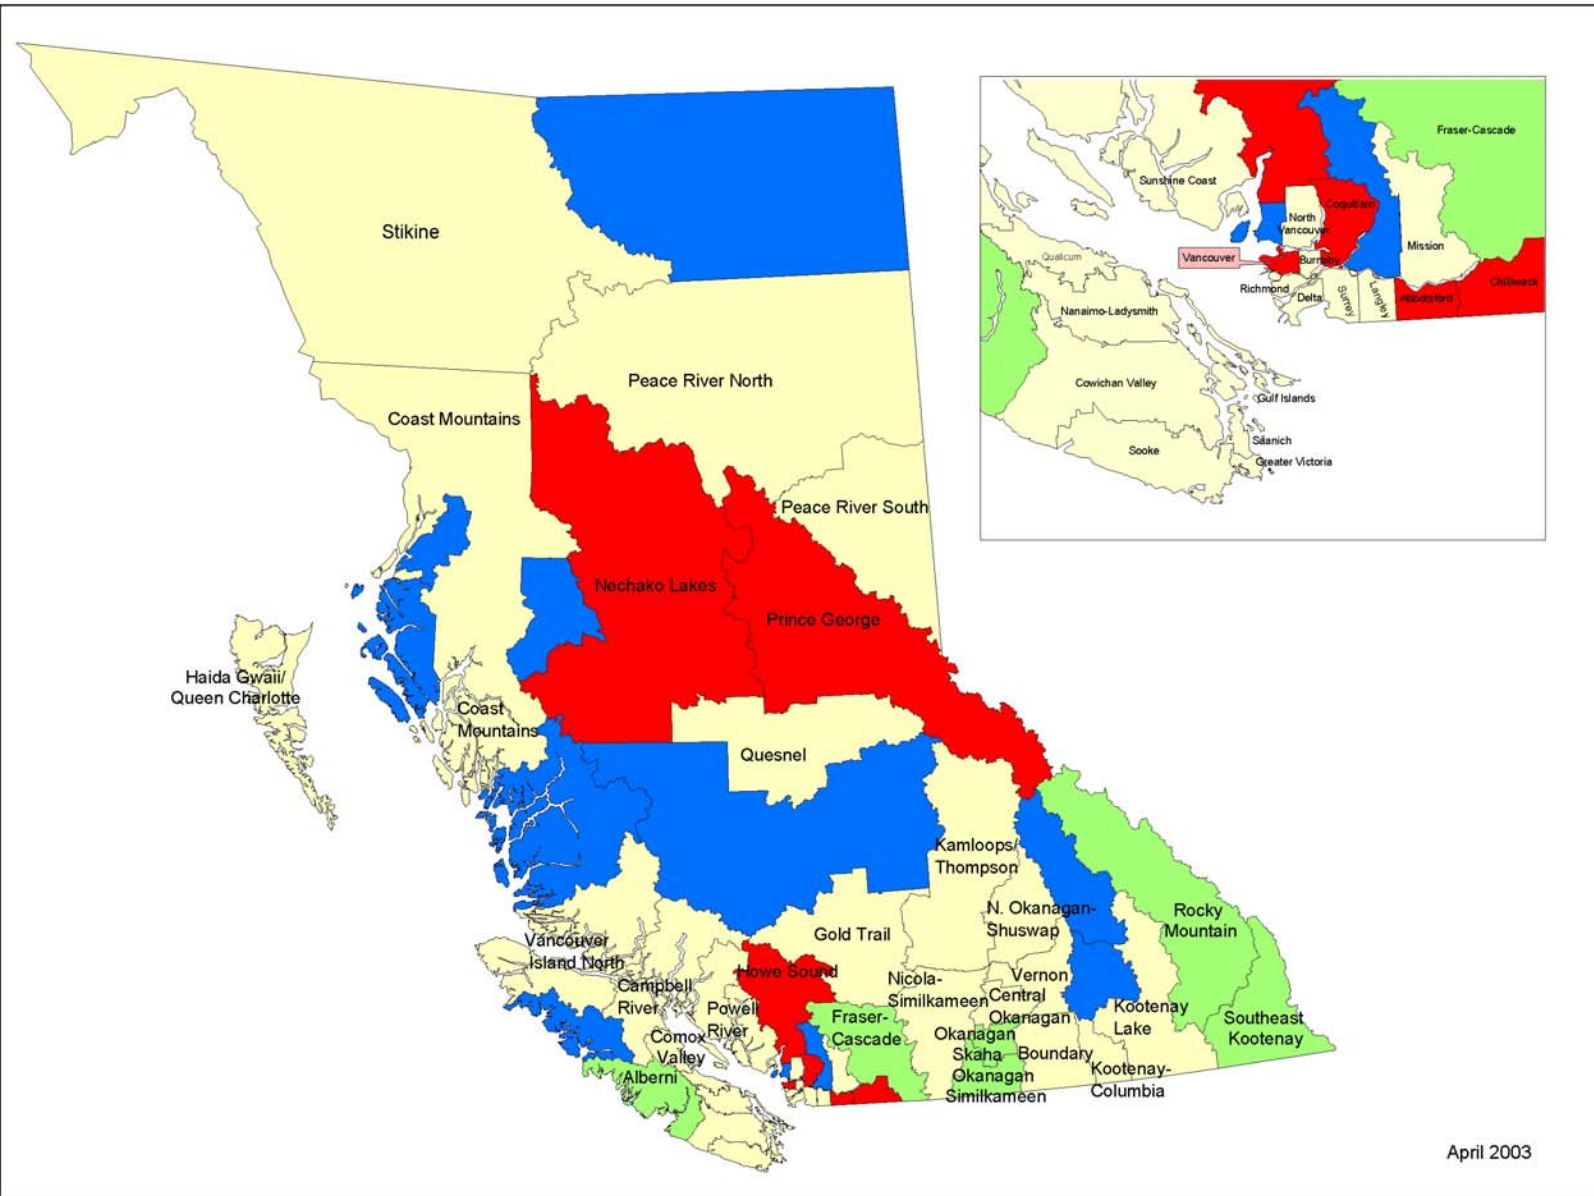 Fraser-Cascade
Sunshine Coast
Coquitlam
North
Vancouver
Mission
Qualicum
Vancouver
Burnaby
Chilliwack
Richmond
Delta
Surrey
Langley
Abbotsford
Nanaimo-Ladysmith
Cowichan Valley
Gulf Islands
Saanich
Sooke
Greater Victoria
Stikine
Peace River North
Coast Mountains
Peace River South
Nechako Lakes
Prince George
Haida Gwaii/
Queen Charlotte
Coast
Mountains
Quesnel
Kamloops/
Thompson
N. Okanagan-
Shuswap
Rocky
Mountain
Gold Trail
Vancouver
Island North
Howe Sound
Campbell
River
Nicola-
Similkameen
Vernon
Central
Okanagan
Powell
River
Fraser-
Cascade
Kootenay
Lake
Southeast
Kootenay
Comox
Valley
Okanagan
Skaha
Boundary
Alberni
Okanagan
Similkameen
Kootenay-
Columbia
April 2003